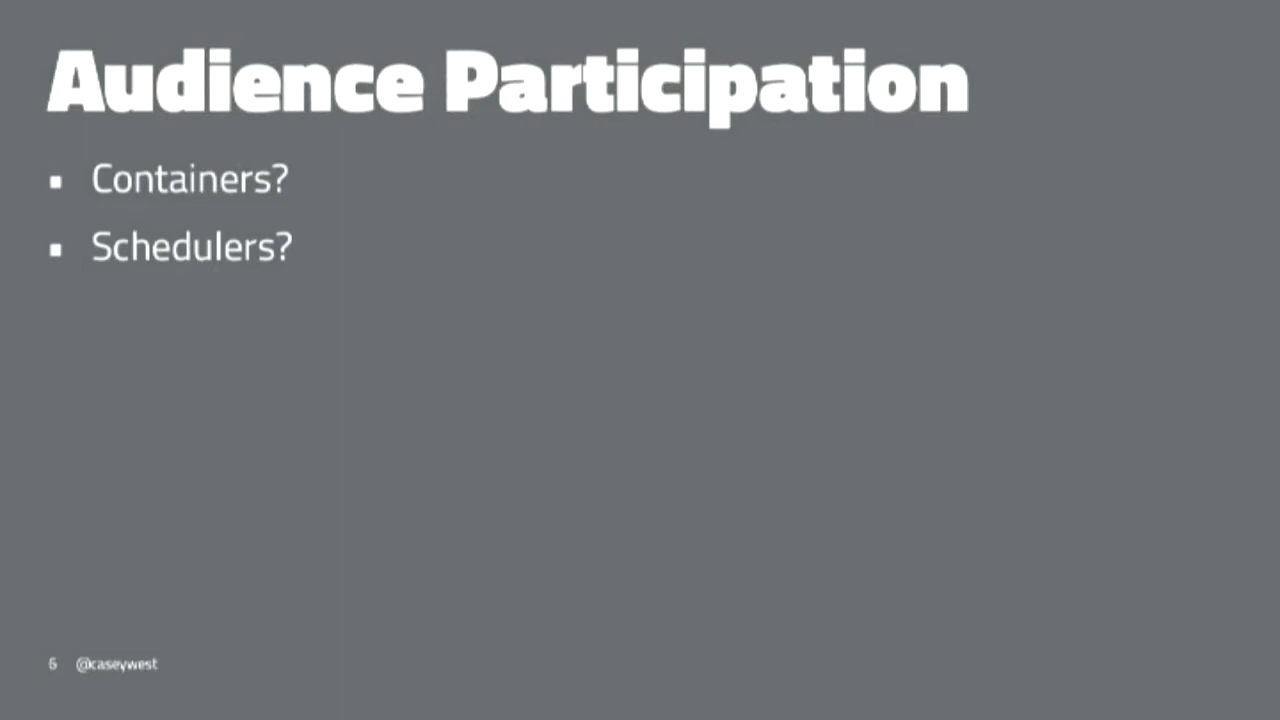 Audience Participation
▪ Containers?
▪ Schedulers?
6 @caseywest